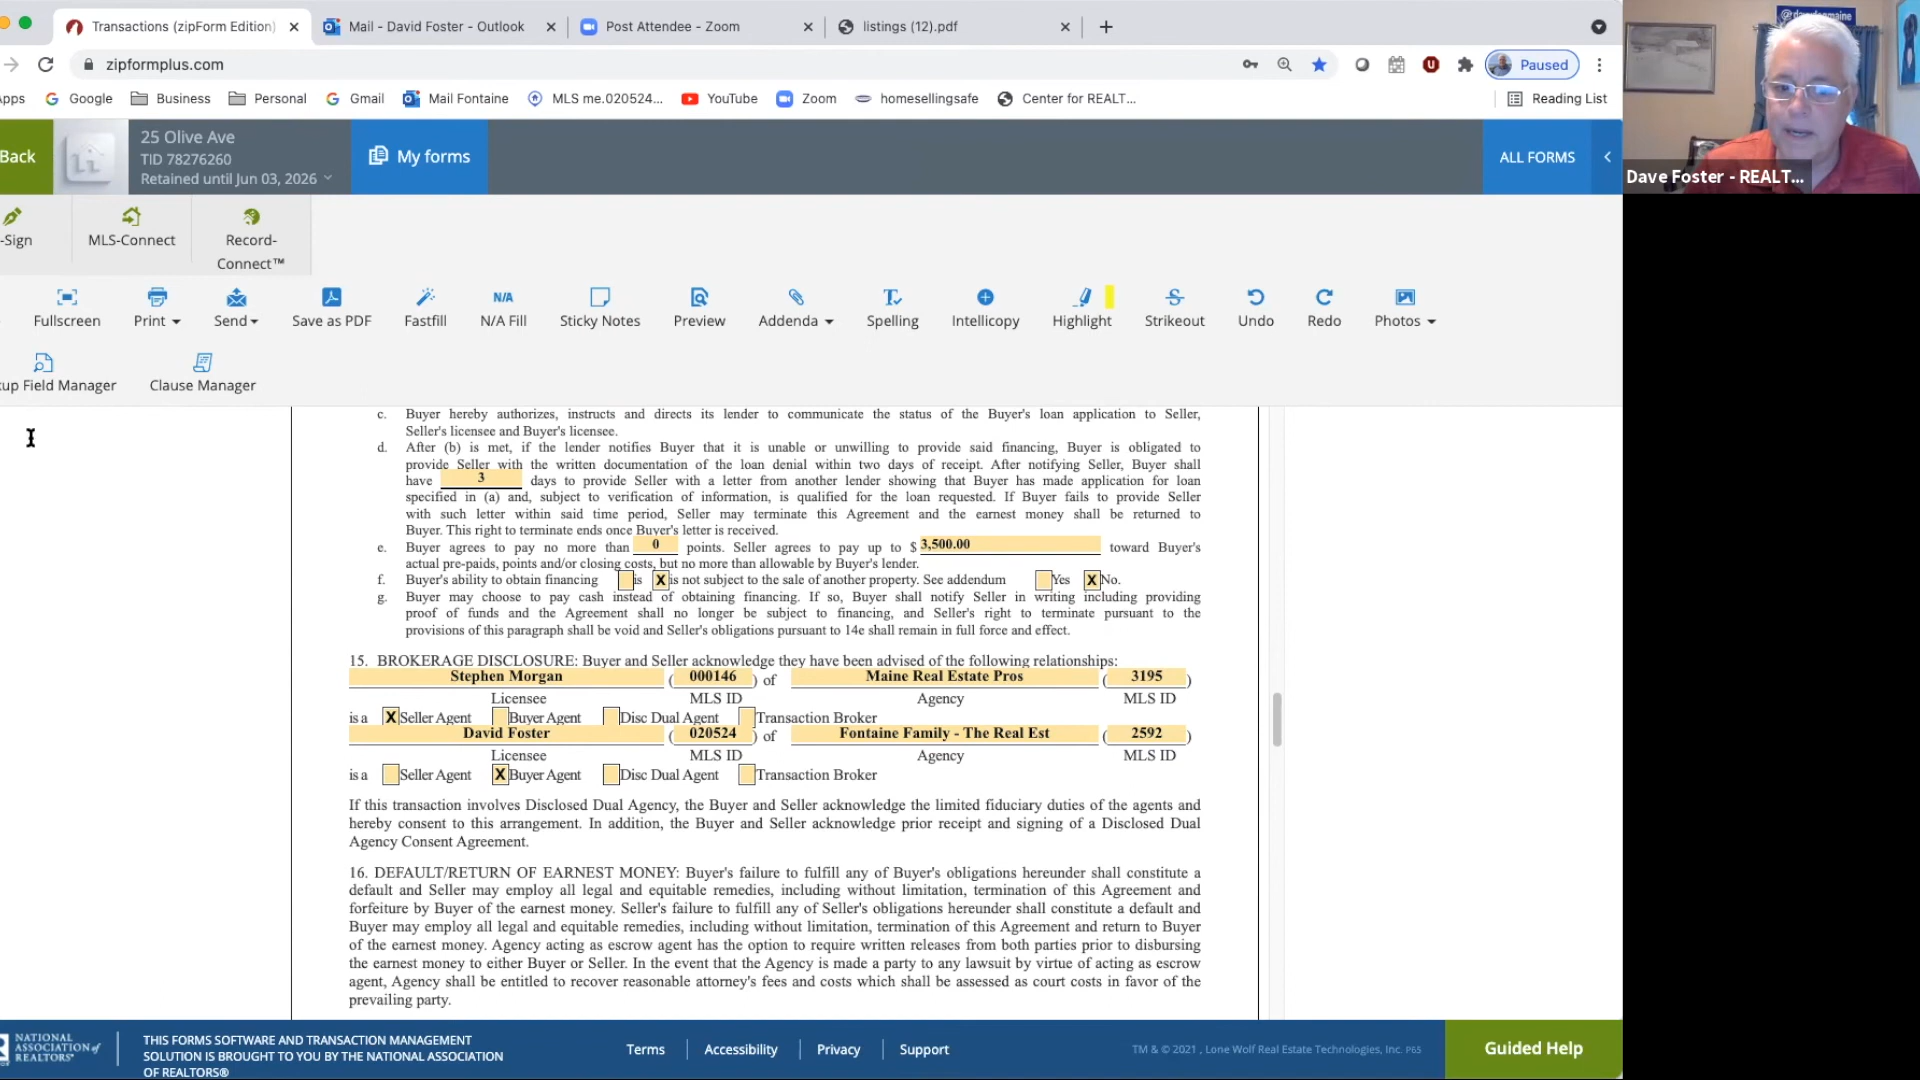 Transactions (zipForm Edition)
Mail - David Foster - Outlook
Post Attendee - Zoom
listings (12).pdf
zipformplus.com
Paused
Google
Business
Personal
Gmail
Mail Fontaine
MLS me.020524...
YouTube
Zoom
homesellingsafe
Center for REALT...
Reading List
Back
25 Olive Ave
TID 78276260
Retained until Jun 03, 2026
My forms
ALL FORMS
Dave Foster - REALT...
-Sign
MLS-Connect
Record-
Connect™
Fullscreen
Print
Send
Save as PDF
Fastfill
N/A
N/A Fill
Sticky Notes
Preview
Addenda
Spelling
Intellicopy
Highlight
Strikeout
Undo
Redo
Photos
up Field Manager
Clause Manager
c. Buyer hereby authorizes, instructs and directs its lender to communicate the status of the Buyer's loan application to Seller,
Seller's licensee and Buyer's licensee.
d. After (b) is met, if the lender notifies Buyer that it is unable or unwilling to provide said financing, Buyer is obligated to
provide Seller with the written documentation of the loan denial within two days of receipt. After notifying Seller, Buyer shall
have 3 days to provide Seller with a letter from another lender showing that Buyer has made application for loan
specified in (a) and, subject to verification of information, is qualified for the loan requested. If Buyer fails to provide Seller
with such letter within said time period, Seller may terminate this Agreement and the earnest money shall be returned to
Buyer. This right to terminate ends once Buyer's letter is received.
e. Buyer agrees to pay no more than 0 points. Seller agrees to pay up to $ 3,500.00 toward Buyer's
actual pre-paids, points and/or closing costs, but no more than allowable by Buyer's lender.
f. Buyer's ability to obtain financing is X is not subject to the sale of another property. See addendum Yes X No.
g. Buyer may choose to pay cash instead of obtaining financing. If so, Buyer shall notify Seller in writing including providing
proof of funds and the Agreement shall no longer be subject to financing, and Seller's right to terminate pursuant to the
provisions of this paragraph shall be void and Seller's obligations pursuant to 14e shall remain in full force and effect.
15. BROKERAGE DISCLOSURE: Buyer and Seller acknowledge they have been advised of the following relationships:
Stephen Morgan ( 000146 ) of Maine Real Estate Pros ( 3195 )
Licensee MLS ID Agency MLS ID
is a X Seller Agent Buyer Agent Disc Dual Agent Transaction Broker
David Foster ( 020524 ) of Fontaine Family - The Real Est ( 2592 )
Licensee MLS ID Agency MLS ID
is a Seller Agent X Buyer Agent Disc Dual Agent Transaction Broker
If this transaction involves Disclosed Dual Agency, the Buyer and Seller acknowledge the limited fiduciary duties of the agents and
hereby consent to this arrangement. In addition, the Buyer and Seller acknowledge prior receipt and signing of a Disclosed Dual
Agency Consent Agreement.
16. DEFAULT/RETURN OF EARNEST MONEY: Buyer's failure to fulfill any of Buyer's obligations hereunder shall constitute a
default and Seller may employ all legal and equitable remedies, including without limitation, termination of this Agreement and
forfeiture by Buyer of the earnest money. Seller's failure to fulfill any of Seller's obligations hereunder shall constitute a default and
Buyer may employ all legal and equitable remedies, including without limitation, termination of this Agreement and return to Buyer
of the earnest money. Agency acting as escrow agent has the option to require written releases from both parties prior to disbursing
the earnest money to either Buyer or Seller. In the event that the Agency is made a party to any lawsuit by virtue of acting as escrow
agent, Agency shall be entitled to recover reasonable attorney's fees and costs which shall be assessed as court costs in favor of the
prevailing party.
NATIONAL
ASSOCIATION of
REALTORS®
THIS FORMS SOFTWARE AND TRANSACTION MANAGEMENT
SOLUTION IS BROUGHT TO YOU BY THE NATIONAL ASSOCIATION
OF REALTORS®
Terms
Accessibility
Privacy
Support
TM & © 2021 , Lone Wolf Real Estate Technologies, Inc. P65
Guided Help